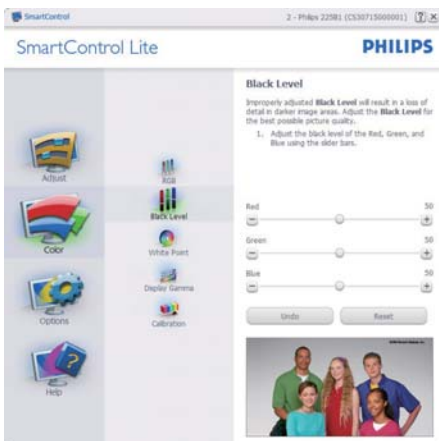 SmartControl
2 - Philips 225B1 (CS30715000001)
SmartControl Lite
PHILIPS
Adjust
Color
Options
Help
RGB
Black Level
White Point
Display Gamma
Calibration
Black Level
Improperly adjusted Black Level will result in a loss of
detail in darker image areas. Adjust the Black Level for
the best possible picture quality.
1. Adjust the black level of the Red, Green, and
Blue using the slider bars.
Red 50
Green 50
Blue 50
Undo Reset